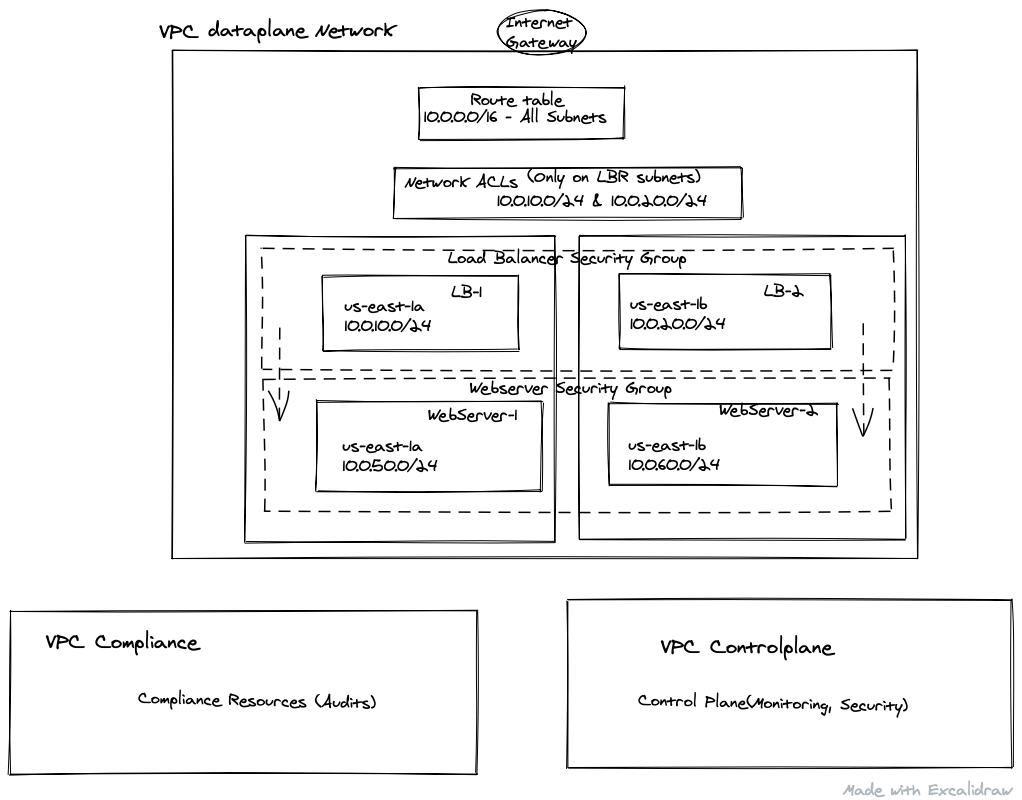 VPC dataplane Network
Internet
Gateway
Route table
10.0.0.0/16 - All Subnets
Network ACLs (Only on LBR subnets)
10.0.10.0/24 & 10.0.20.0/24
Load Balancer Security Group
LB-1
us-east-1a
10.0.10.0/24
LB-2
us-east-1b
10.0.20.0/24
Webserver Security Group
WebServer-1
us-east-1a
10.0.50.0/24
WebServer-2
us-east-1b
10.0.60.0/24
VPC Compliance
Compliance Resources (Audits)
VPC Controlplane
Control Plane(Monitoring, Security)
Made with Excalidraw